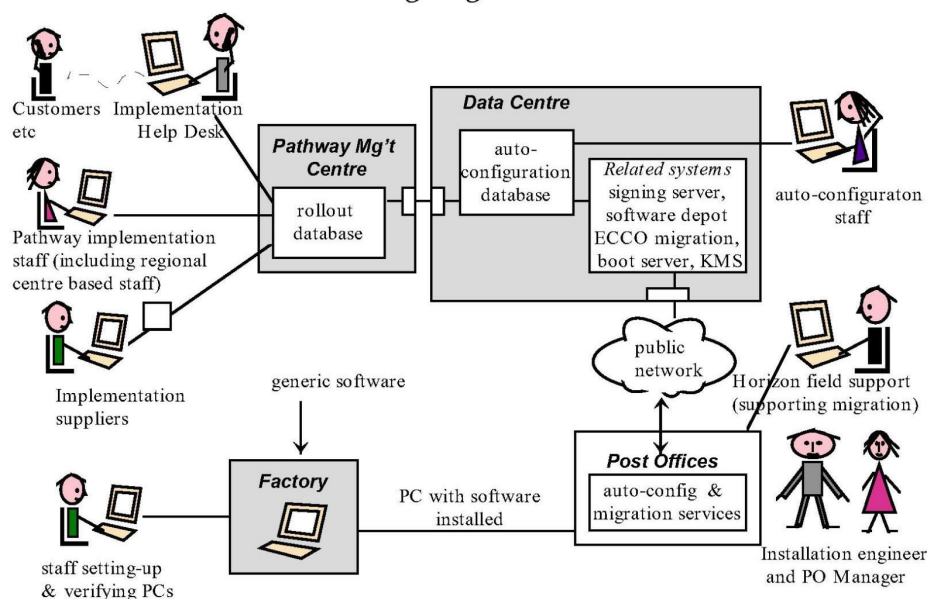 Customers
etc
Implementation
Help Desk
Pathway Mg't
Centre
rollout
database
Data Centre
auto-
configuration
database
Related systems
signing server,
software depot
ECCO migration,
boot server, KMS
auto-configuraton
staff
Pathway implementation
staff (including regional
centre based staff)
Implementation
suppliers
generic software
public
network
Horizon field support
(supporting migration)
Factory
PC with software
installed
Post Offices
auto-config &
migration services
staff setting-up
& verifying PCs
Installation engineer
and PO Manager